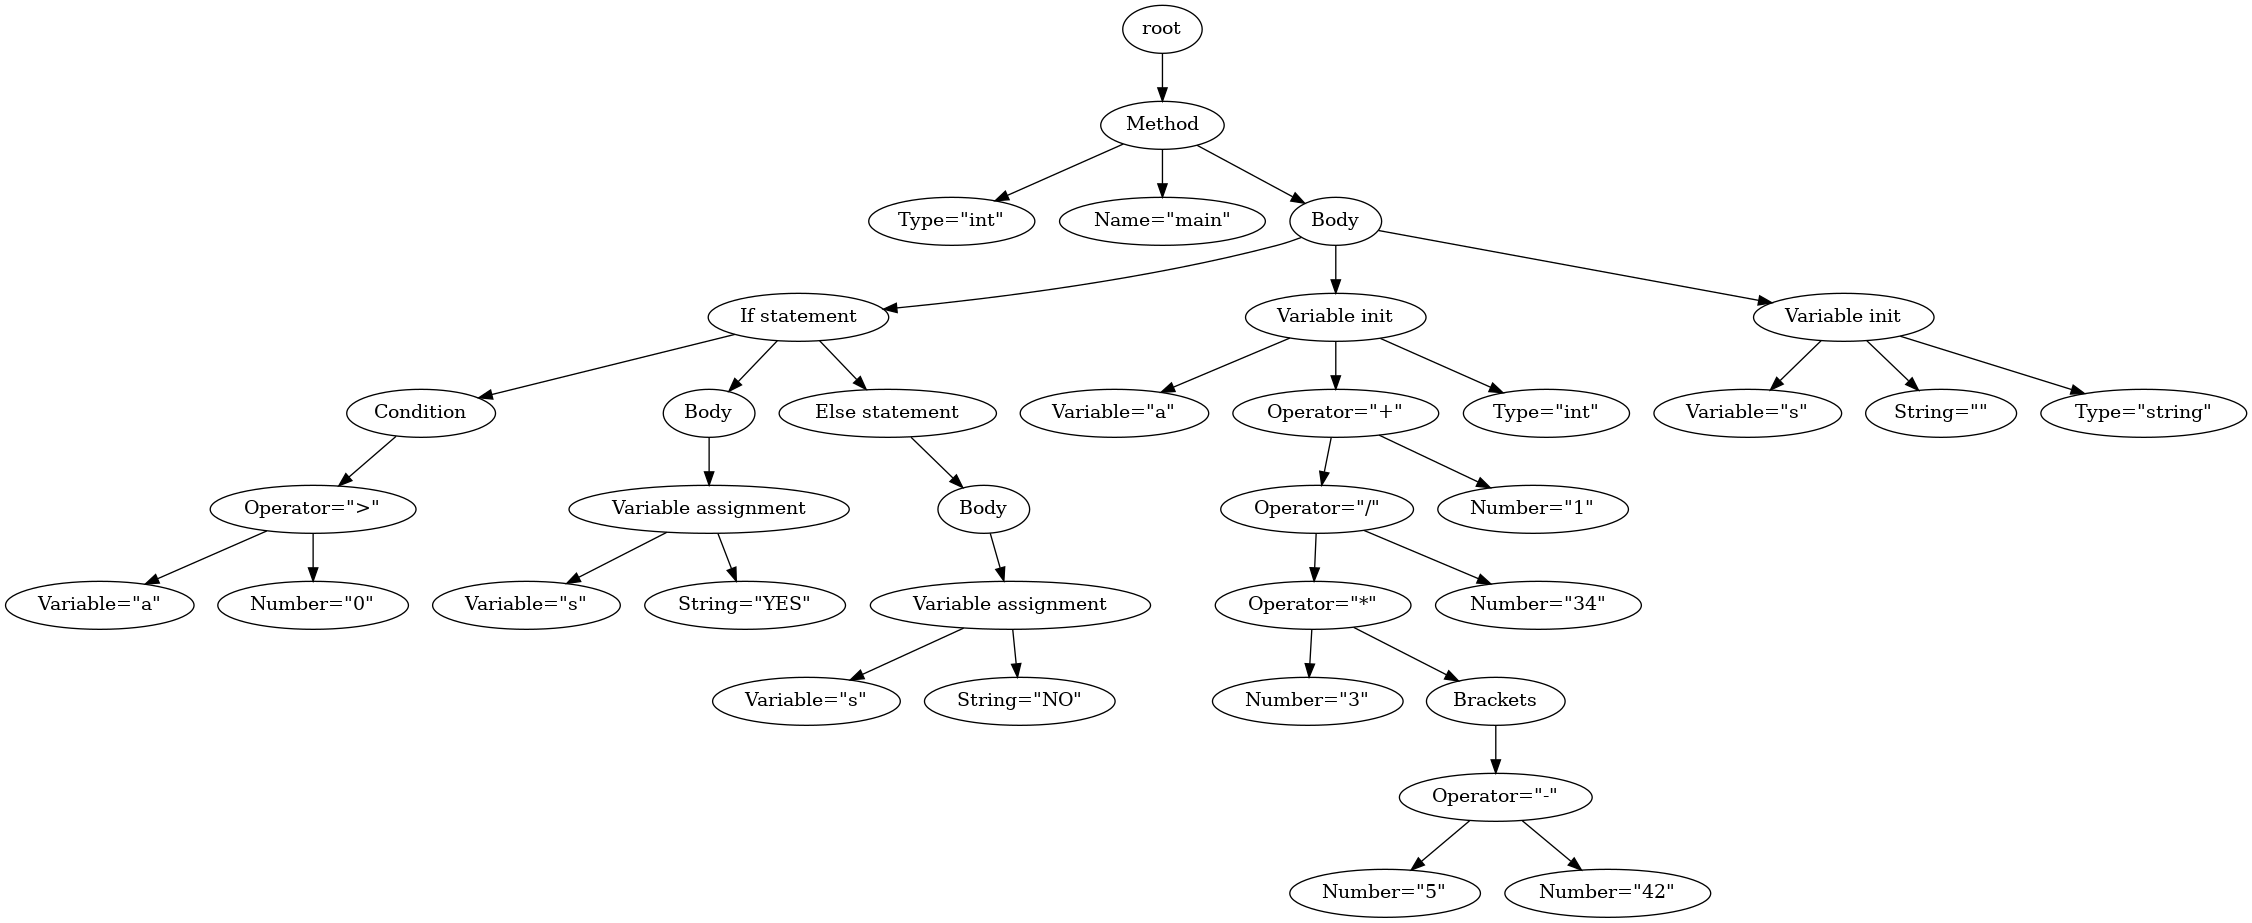 root
Method
Type="int"
Name="main"
Body
If statement
Variable init
Variable init
Condition
Body
Else statement
Variable="a"
Operator="+"
Type="int"
Variable="s"
String=""
Type="string"
Operator=">"
Variable assignment
Body
Operator="/"
Number="1"
Variable="a"
Number="0"
Variable="s"
String="YES"
Variable assignment
Operator="*"
Number="34"
Variable="s"
String="NO"
Number="3"
Brackets
Operator="-"
Number="5"
Number="42"